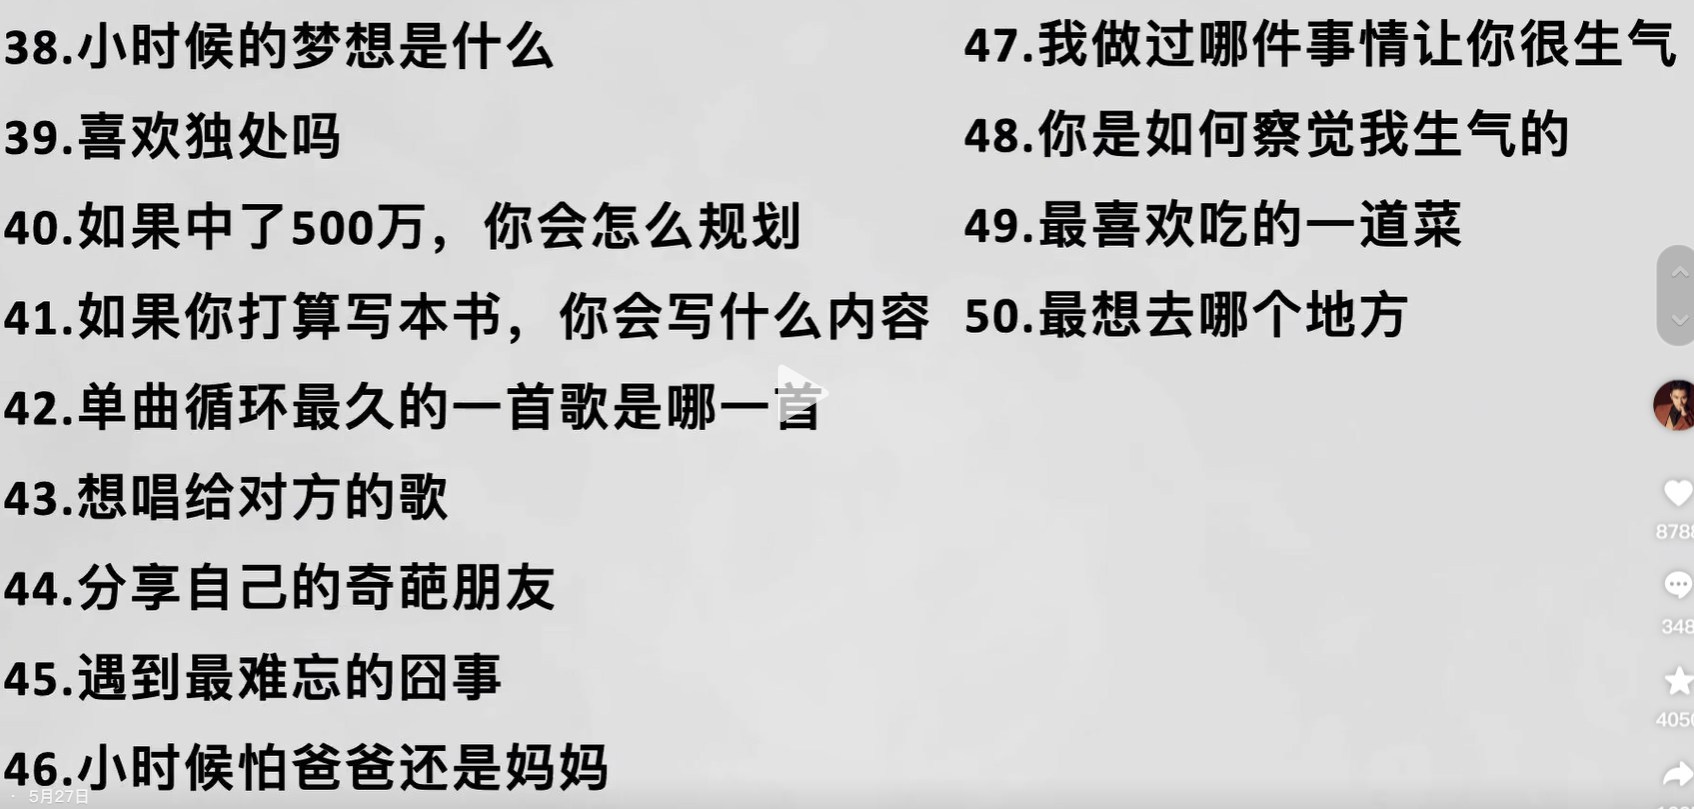 38.小时候的梦想是什么
39.喜欢独处吗
40.如果中了500万，你会怎么规划
41.如果你打算写本书，你会写什么内容
42.单曲循环最久的一首歌是哪一首
43.想唱给对方的歌
44.分享自己的奇葩朋友
45.遇到最难忘的囧事
46.小时候怕爸爸还是妈妈
47.我做过哪件事情让你很生气
48.你是如何察觉我生气的
49.最喜欢吃的一道菜
50.最想去哪个地方
348
· 5月27日